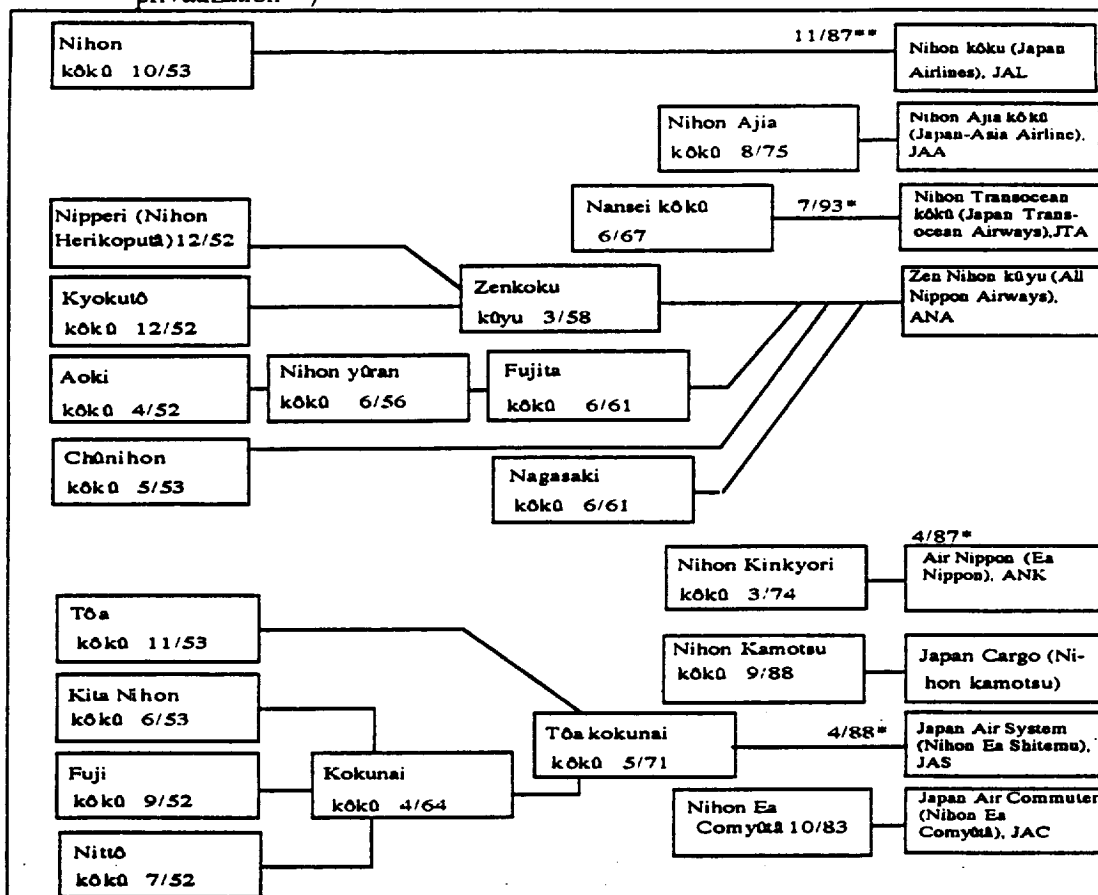 Nihon
kôkû 10/53
11/87**
Nihon kôku (Japan
Airlines), JAL
Nihon Ajia
kôkû 8/75
Nihon Ajia kôkû
(Japan-Asia Airline),
JAA
Nansei kôkû
6/67
7/93*
Nihon Transocean
kôkû (Japan Trans-
ocean Airways),JTA
Nipperi (Nihon
Herikoputâ)12/52
Kyokutô
kôkû 12/52
Zenkoku
kûyu 3/58
Zen Nihon kûyu (All
Nippon Airways),
ANA
Aoki
kôkû 4/52
Nihon yûran
kôkû 6/56
Fujita
kôkû 6/61
Chûnihon
kôkû 5/53
Nagasaki
kôkû 6/61
Nihon Kinkyori
kôkû 3/74
4/87*
Air Nippon (Ea
Nippon), ANK
Tôa
kôkû 11/53
Nihon Kamotsu
kôkû 9/88
Japan Cargo (Ni-
hon kamotsu)
Kita Nihon
kôkû 6/53
Tôa kokunai
kôkû 5/71
4/88*
Japan Air System
(Nihon Ea Shitemu),
JAS
Fuji
kôkû 9/52
Kokunai
kôkû 4/64
Nihon Ea
Comyûtâ 10/83
Japan Air Commuter
(Nihon Ea
Comyûtâ), JAC
Nittô
kôkû 7/52